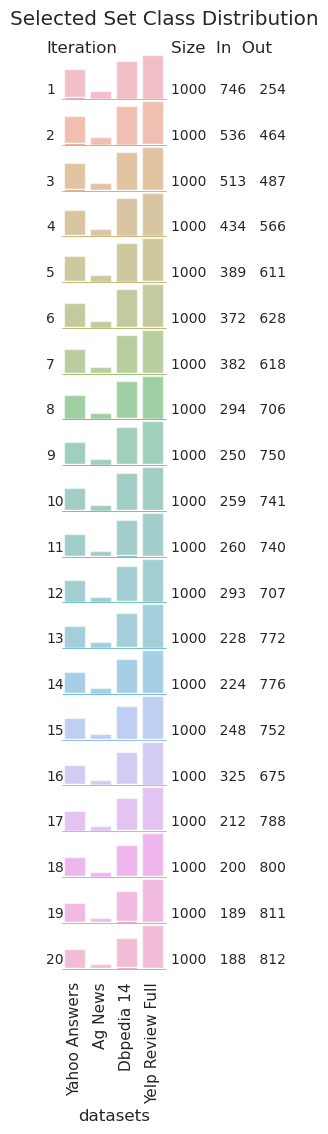 Selected Set Class Distribution
Iteration Size In Out
1 1000 746 254
2 1000 536 464
3 1000 513 487
4 1000 434 566
5 1000 389 611
6 1000 372 628
7 1000 382 618
8 1000 294 706
9 1000 250 750
10 1000 259 741
11 1000 260 740
12 1000 293 707
13 1000 228 772
14 1000 224 776
15 1000 248 752
16 1000 325 675
17 1000 212 788
18 1000 200 800
19 1000 189 811
20 1000 188 812
Yahoo Answers
Ag News
Dbpedia 14
Yelp Review Full
datasets